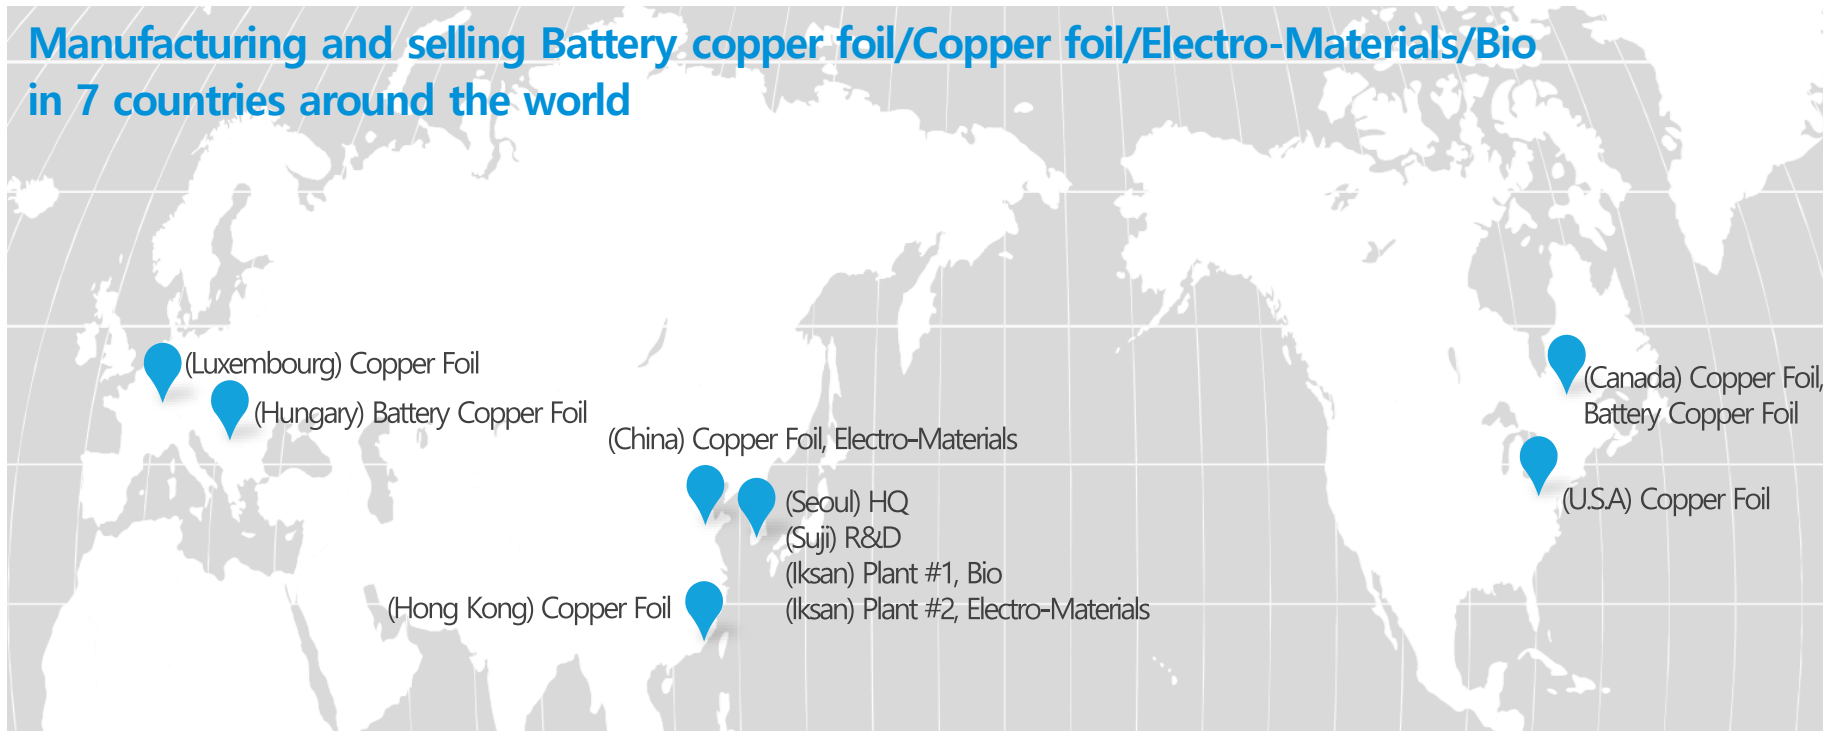 Manufacturing and selling Battery copper foil/Copper foil/Electro-Materials/Bio
in 7 countries around the world
(Luxembourg) Copper Foil
(Hungary) Battery Copper Foil
(China) Copper Foil, Electro-Materials
(Seoul) HQ
(Suji) R&D
(Iksan) Plant #1, Bio
(Iksan) Plant #2, Electro-Materials
(Hong Kong) Copper Foil
(Canada) Copper Foil,
Battery Copper Foil
(U.S.A) Copper Foil